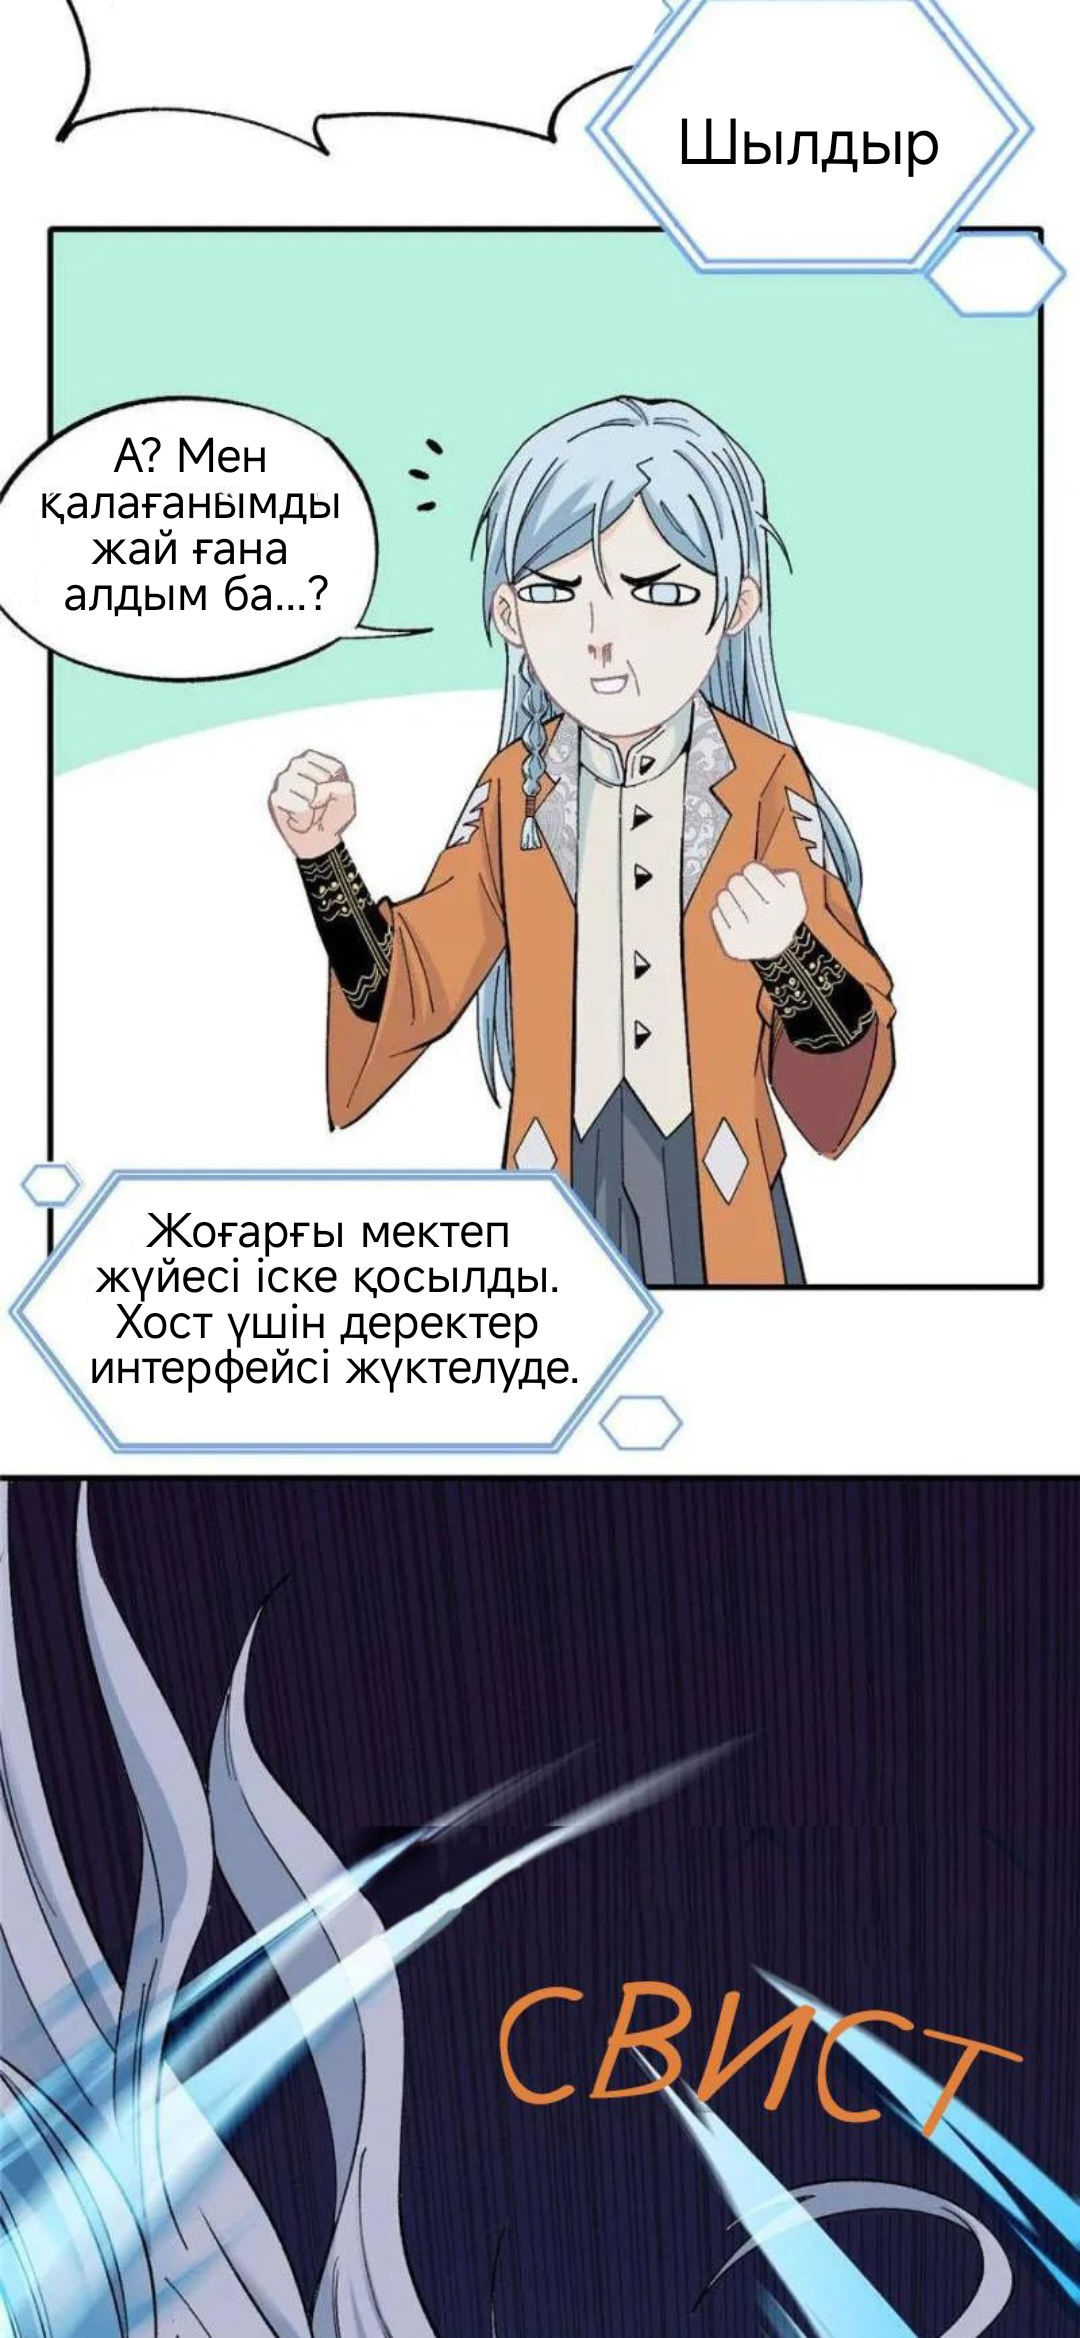 Шылдыр
А? Мен
қалағанымды
жай ғана
алдым ба...?
Жоғарғы мектеп
жүйесі іске қосылды.
Хост үшін деректер
интерфейсі жүктелуде.
СВИСТ